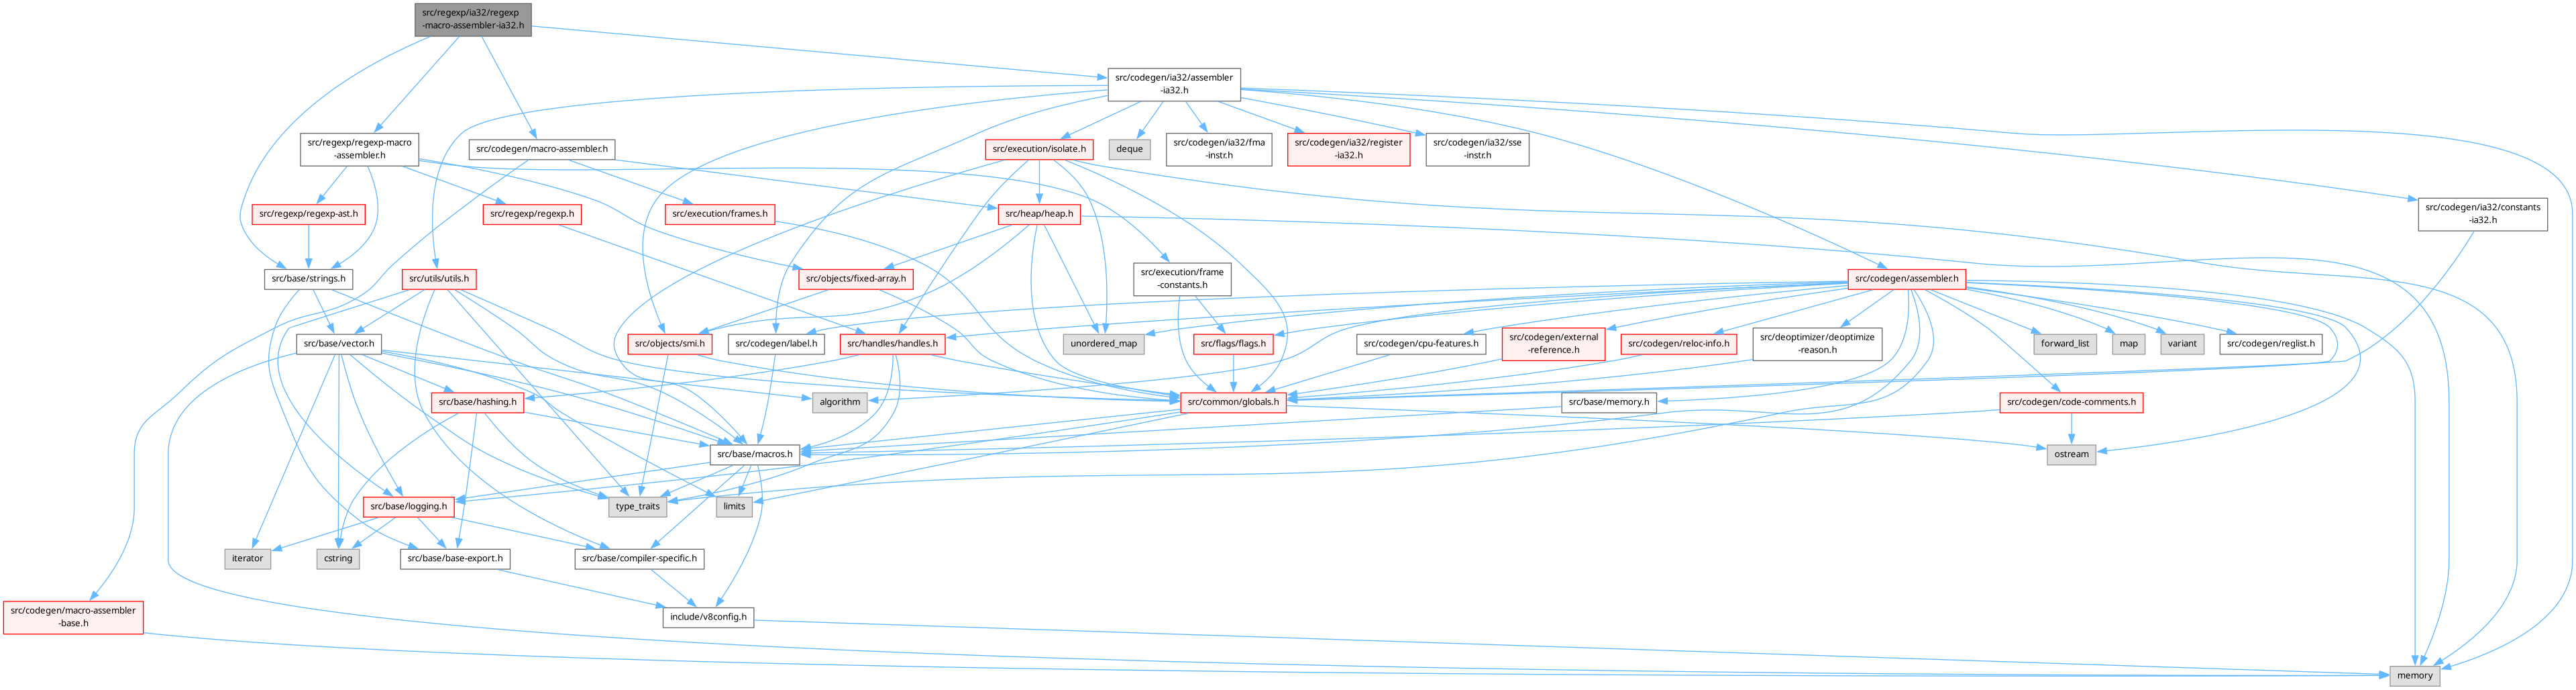 src/regexp/ia32/regexp
-macro-assembler-ia32.h
src/codegen/ia32/assembler
-ia32.h
src/regexp/regexp-macro
-assembler.h
src/codegen/macro-assembler.h
src/execution/isolate.h
deque
src/codegen/ia32/fma
-instr.h
src/codegen/ia32/register
-ia32.h
src/codegen/ia32/sse
-instr.h
src/regexp/regexp-ast.h
src/regexp/regexp.h
src/execution/frames.h
src/heap/heap.h
src/codegen/ia32/constants
-ia32.h
src/base/strings.h
src/utils/utils.h
src/objects/fixed-array.h
src/execution/frame
-constants.h
src/codegen/assembler.h
src/base/vector.h
src/objects/smi.h
src/codegen/label.h
src/handles/handles.h
unordered_map
src/flags/flags.h
src/codegen/cpu-features.h
src/codegen/external
-reference.h
src/codegen/reloc-info.h
src/deoptimizer/deoptimize
-reason.h
forward_list
map
variant
src/codegen/reglist.h
src/base/hashing.h
algorithm
src/common/globals.h
src/base/memory.h
src/codegen/code-comments.h
src/base/macros.h
ostream
src/base/logging.h
type_traits
limits
iterator
cstring
src/base/base-export.h
src/base/compiler-specific.h
src/codegen/macro-assembler
-base.h
include/v8config.h
memory